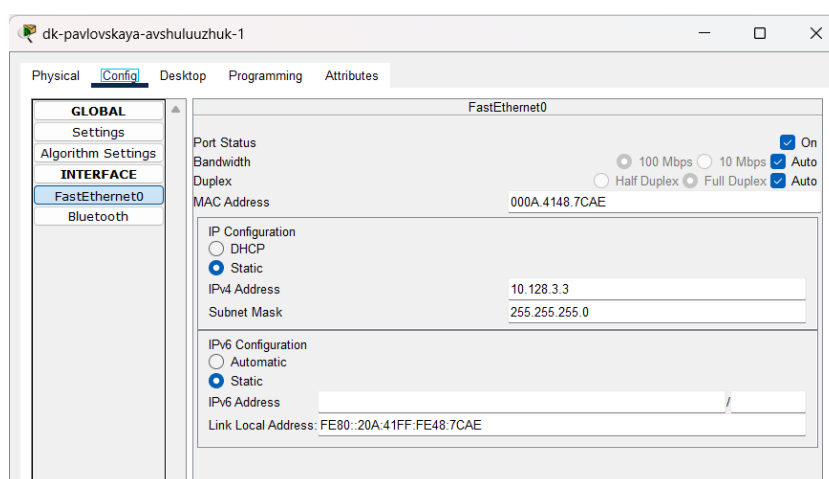 dk-pavlovskaya-avshuluuzhuk-1
Physical Config Desktop Programming Attributes
GLOBAL
Settings
Algorithm Settings
INTERFACE
FastEthernet0
Bluetooth
FastEthernet0
Port Status On
Bandwidth 100 Mbps 10 Mbps Auto
Duplex Half Duplex Full Duplex Auto
MAC Address 000A.4148.7CAE
IP Configuration
DHCP
Static
IPv4 Address 10.128.3.3
Subnet Mask 255.255.255.0
IPv6 Configuration
Automatic
Static
IPv6 Address /
Link Local Address: FE80::20A:41FF:FE48:7CAE